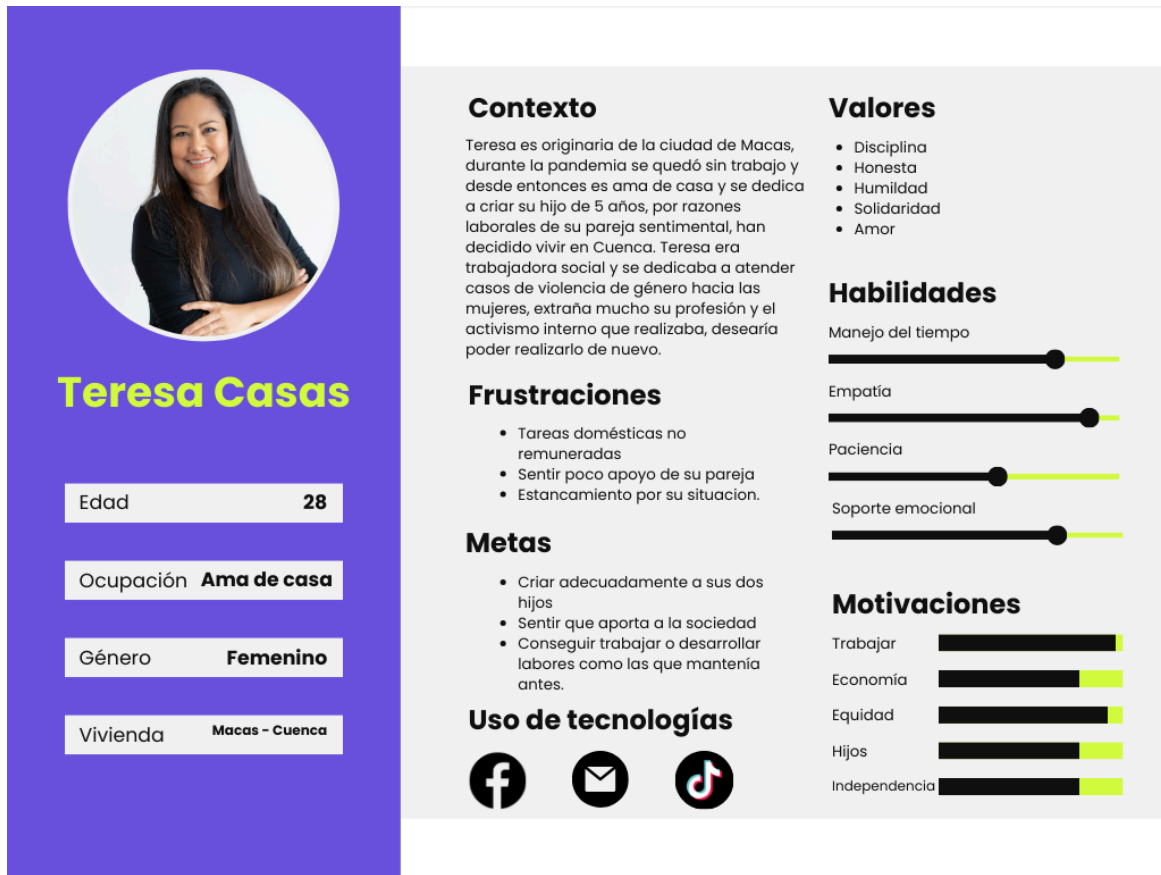 Teresa Casas
Edad 28
Ocupación Ama de casa
Género Femenino
Vivienda Macas - Cuenca
Contexto
Teresa es originaria de la ciudad de Macas,
durante la pandemia se quedó sin trabajo y
desde entonces es ama de casa y se dedica
a criar su hijo de 5 años, por razones
laborales de su pareja sentimental, han
decidido vivir en Cuenca. Teresa era
trabajadora social y se dedicaba a atender
casos de violencia de género hacia las
mujeres, extraña mucho su profesión y el
activismo interno que realizaba, desearía
poder realizarlo de nuevo.
Frustraciones
Tareas domésticas no
remuneradas
Sentir poco apoyo de su pareja
Estancamiento por su situacion.
Metas
Criar adecuadamente a sus dos
hijos
Sentir que aporta a la sociedad
Conseguir trabajar o desarrollar
labores como las que mantenía
antes.
Uso de tecnologías
Valores
Disciplina
Honesta
Humildad
Solidaridad
Amor
Habilidades
Manejo del tiempo
Empatía
Paciencia
Soporte emocional
Motivaciones
Trabajar
Economía
Equidad
Hijos
Independencia